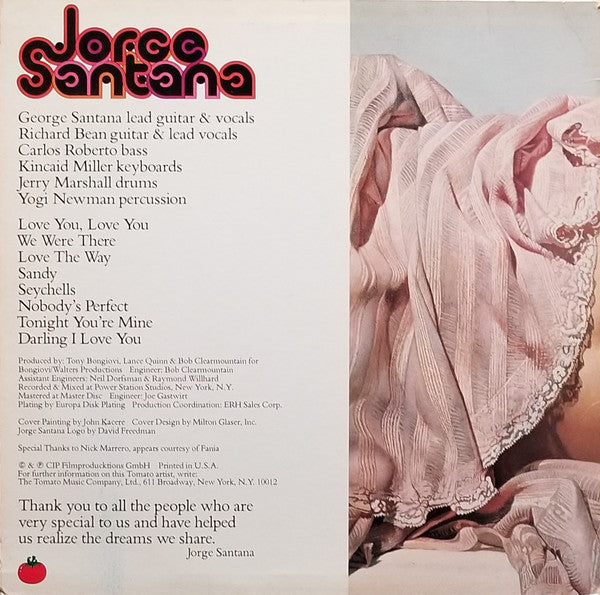 Jorge
Santana
George Santana lead guitar & vocals
Richard Bean guitar & lead vocals
Carlos Roberto bass
Kincaid Miller keyboards
Jerry Marshall drums
Yogi Newman percussion
Love You, Love You
We Were There
Love The Way
Sandy
Seychells
Nobody's Perfect
Tonight You're Mine
Darling I Love You
Produced by: Tony Bongiovi, Lance Quinn & Bob Clearmountain for
Bongiovi/Walters Productions Engineer: Bob Clearmountain
Assistant Engineers: Neil Dorfsman & Raymond Willhard
Recorded & Mixed at Power Station Studios, New York, N.Y.
Mastered at Master Disc Engineer: Joe Gastwirt
Plating by Europa Disk Plating Production Coordination: ERH Sales Corp.
Cover Painting by John Kacere Cover Design by Milton Glaser, Inc.
Jorge Santana Logo by David Freedman
Special Thanks to Nick Marrero, appears courtesy of Fania
© & ℗ CIP Filmproducktions GmbH Printed in U.S.A.
For further information on this Tomato artist, write:
The Tomato Music Company, Ltd., 611 Broadway, New York, N.Y. 10012
Thank you to all the people who are
very special to us and have helped
us realize the dreams we share.
Jorge Santana